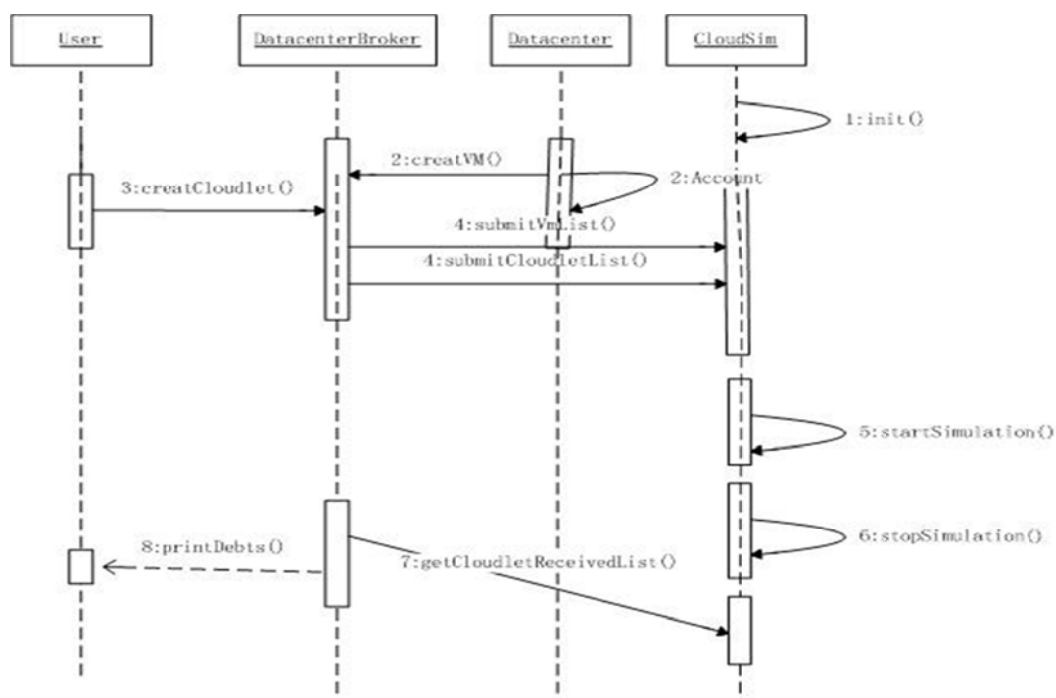 User
DatacenterBroker
Datacenter
CloudSim
1:init()
2:creatVM()
2:Account
3:creatCloudlet()
4:submitVmList()
4:submitCloudletList()
5:startSimulation()
6:stopSimulation()
8:printDebts()
7:getCloudletReceivedList()